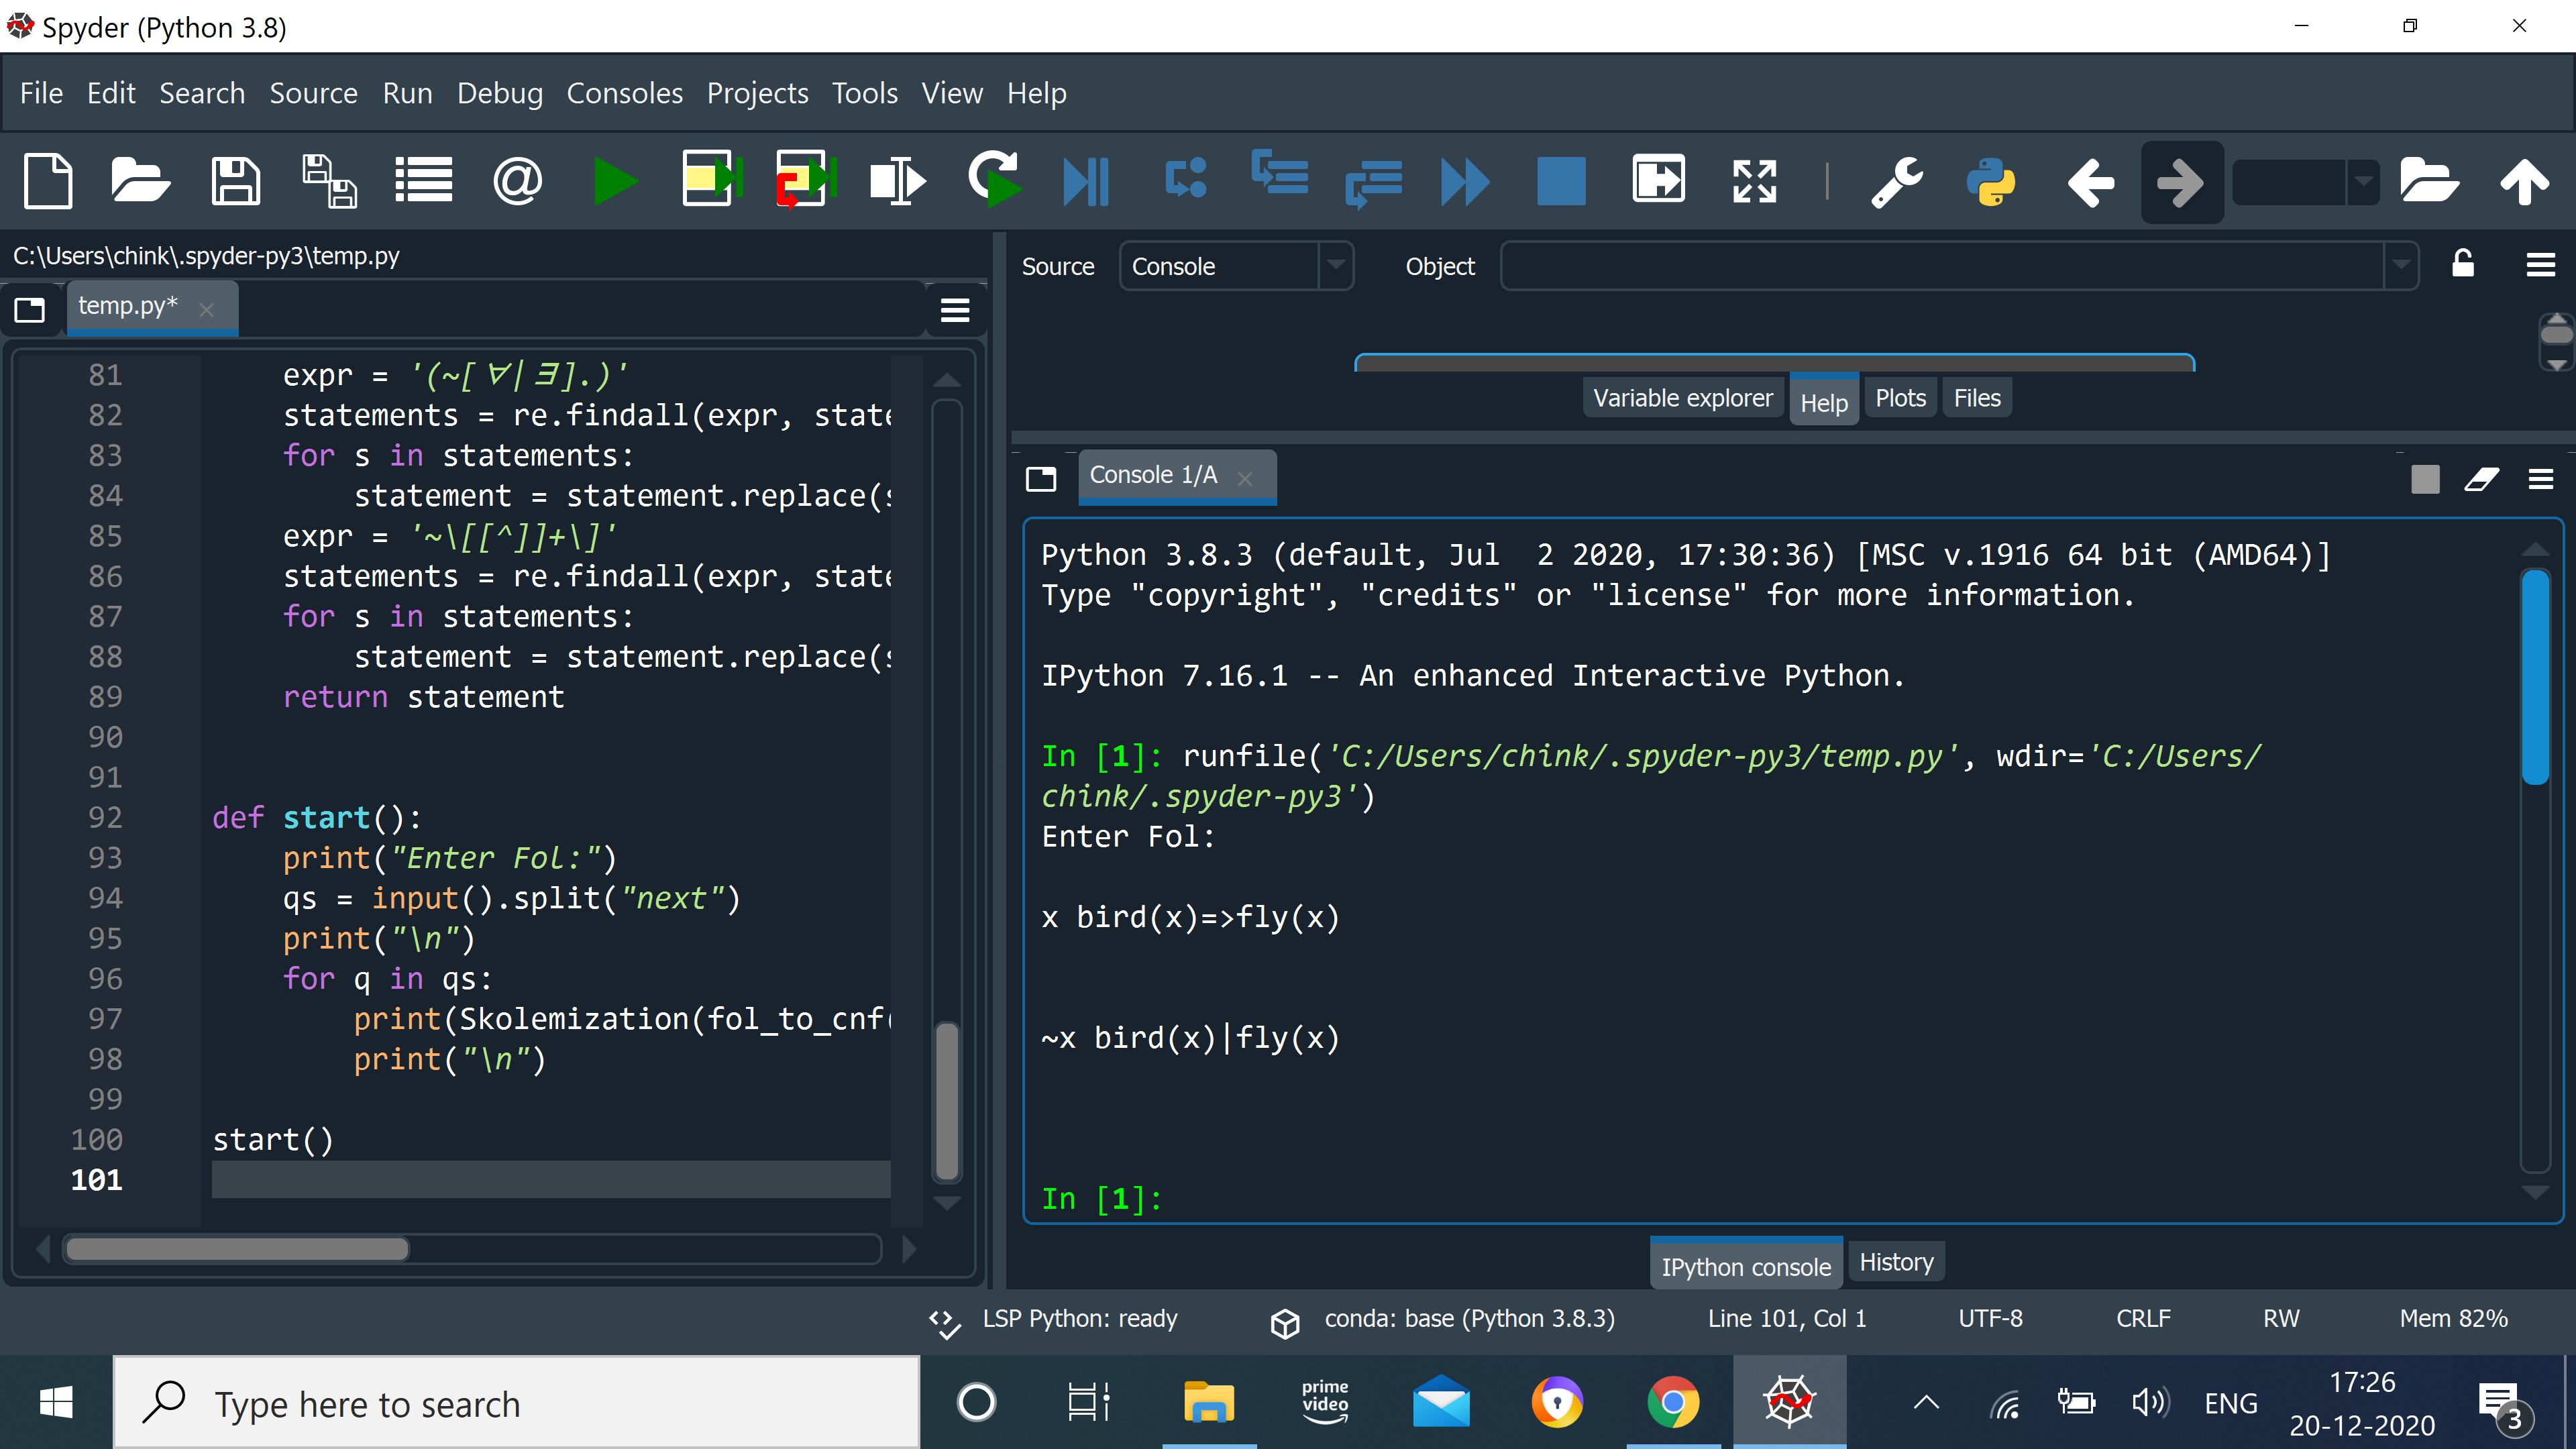 Spyder (Python 3.8)
File Edit Search Source Run Debug Consoles Projects Tools View Help
C:\Users\chink\.spyder-py3\temp.py
temp.py*
81 expr = '(~[∀|∃].)'
82 statements = re.findall(expr, state
83 for s in statements:
84 statement = statement.replace(s
85 expr = '~\[[^]]+\]'
86 statements = re.findall(expr, state
87 for s in statements:
88 statement = statement.replace(s
89 return statement
90
91
92 def start():
93 print("Enter Fol:")
94 qs = input().split("next")
95 print("\n")
96 for q in qs:
97 print(Skolemization(fol_to_cnf(
98 print("\n")
99
100 start()
101
Source Console Object
Variable explorer Help Plots Files
Console 1/A
Python 3.8.3 (default, Jul  2 2020, 17:30:36) [MSC v.1916 64 bit (AMD64)]
Type "copyright", "credits" or "license" for more information.
IPython 7.16.1 -- An enhanced Interactive Python.
In [1]: runfile('C:/Users/chink/.spyder-py3/temp.py', wdir='C:/Users/
chink/.spyder-py3')
Enter Fol:
x bird(x)=>fly(x)
~x bird(x)|fly(x)
In [1]:
IPython console History
LSP Python: ready conda: base (Python 3.8.3) Line 101, Col 1 UTF-8 CRLF RW Mem 82%
Type here to search
prime
video
ENG
17:26
20-12-2020
3